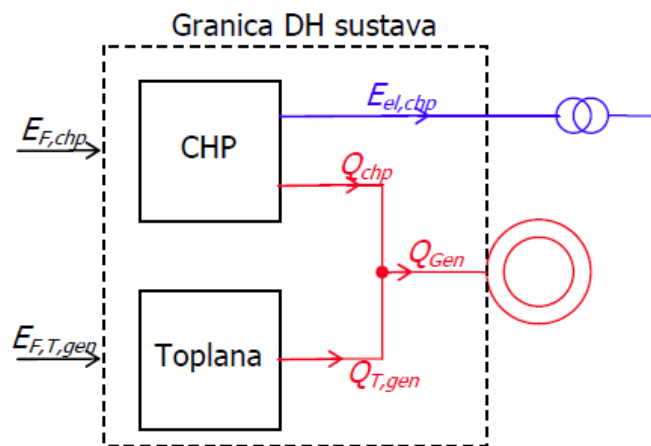 Granica DH sustava
E_el,chp
E_F,chp
CHP
Q_chp
Q_Gen
E_F,T,gen
Toplana
Q_T,gen